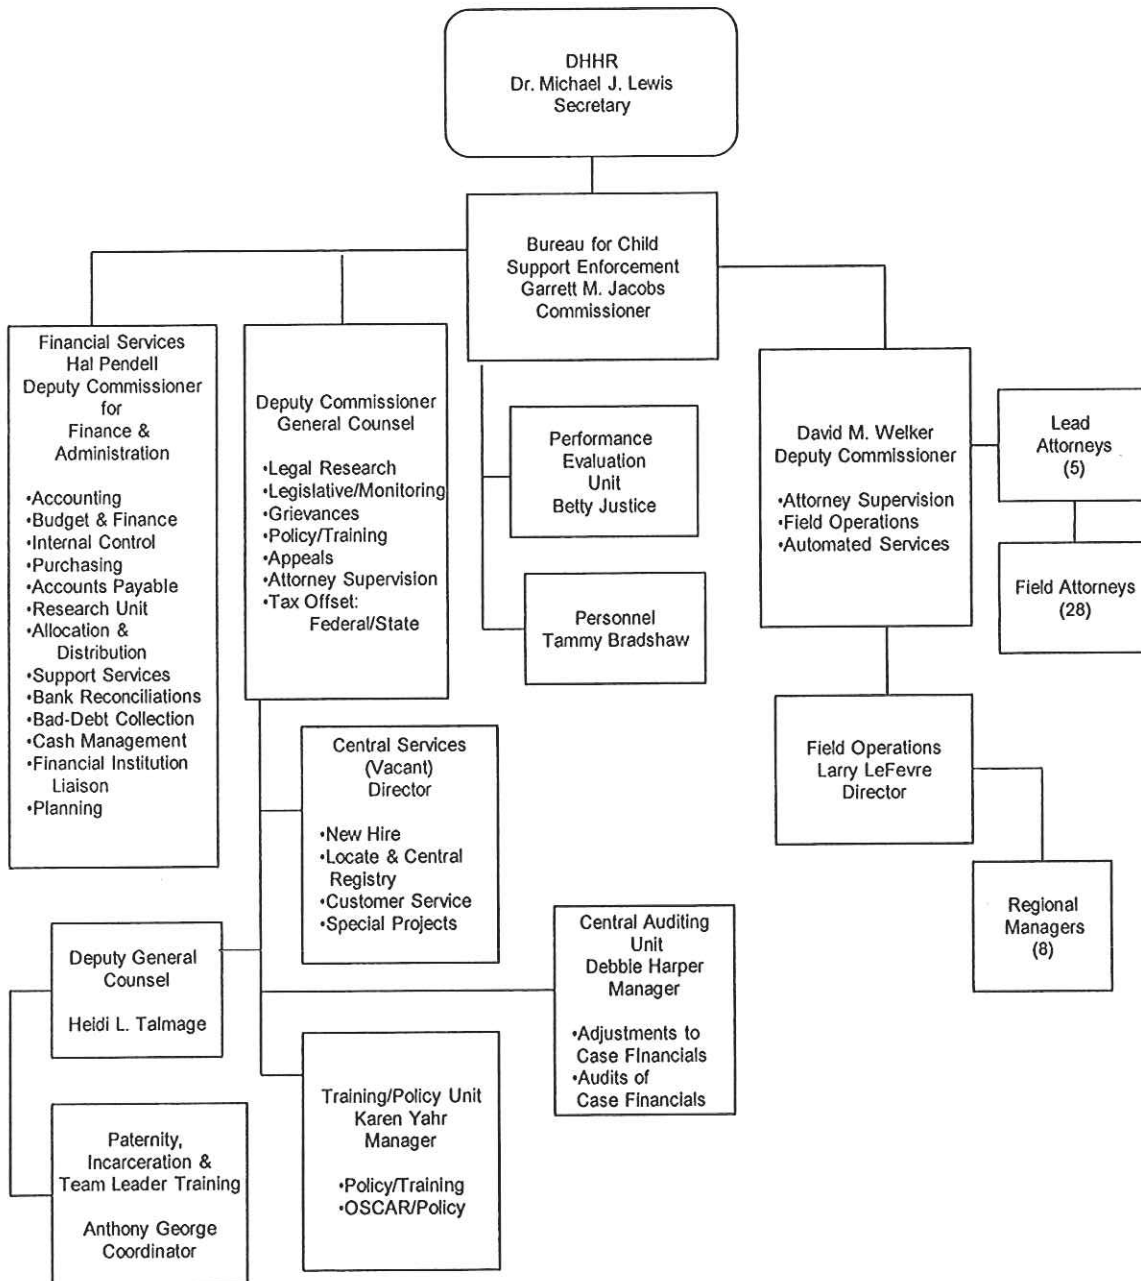 DHHR
Dr. Michael J. Lewis
Secretary
Bureau for Child
Support Enforcement
Garrett M. Jacobs
Commissioner
Financial Services
Hal Pendell
Deputy Commissioner
for
Finance &
Administration
•Accounting
•Budget & Finance
•Internal Control
•Purchasing
•Accounts Payable
•Research Unit
•Allocation &
Distribution
•Support Services
•Bank Reconciliations
•Bad-Debt Collection
•Cash Management
•Financial Institution
Liaison
•Planning
Deputy Commissioner
General Counsel
•Legal Research
•Legislative/Monitoring
•Grievances
•Policy/Training
•Appeals
•Attorney Supervision
•Tax Offset:
Federal/State
Performance
Evaluation
Unit
Betty Justice
Personnel
Tammy Bradshaw
David M. Welker
Deputy Commissioner
•Attorney Supervision
•Field Operations
•Automated Services
Lead
Attorneys
(5)
Field Attorneys
(28)
Field Operations
Larry LeFevre
Director
Regional
Managers
(8)
Central Services
(Vacant)
Director
•New Hire
•Locate & Central
Registry
•Customer Service
•Special Projects
Central Auditing
Unit
Debbie Harper
Manager
•Adjustments to
Case Financials
•Audits of
Case Financials
Deputy General
Counsel
Heidi L. Talmage
Training/Policy Unit
Karen Yahr
Manager
•Policy/Training
•OSCAR/Policy
Paternity,
Incarceration &
Team Leader Training
Anthony George
Coordinator